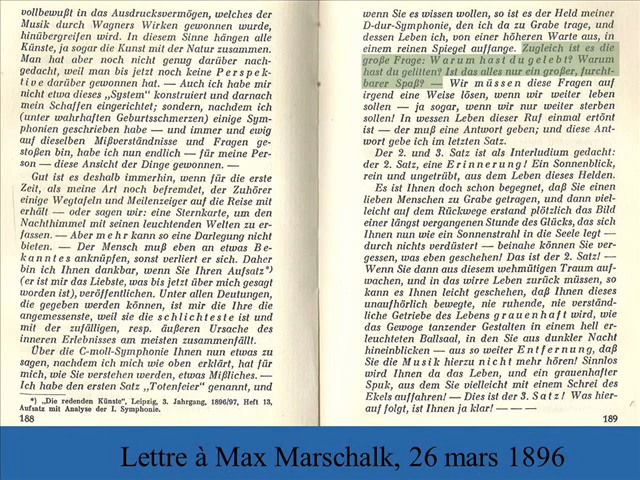 vollbewußt in das Ausdrucksvermögen, welches der
Musik durch Wagners Wirken gewonnen wurde,
hinübergreifen wird. In diesem Sinne hängen alle
Künste, ja sogar die Kunst mit der Natur zusammen.
Man hat aber noch nicht genug darüber nach-
gedacht, weil man bis jetzt noch keine Perspek-
tive darüber gewonnen hat. — Auch ich habe mir
nicht etwa dieses „System" konstruiert und darnach
mein Schaffen eingerichtet; sondern, nachdem ich
(unter wahrhaften Geburtsschmerzen) einige Sym-
phonien geschrieben habe — und immer und ewig
auf dieselben Mißverständnisse und Fragen ge-
stoßen bin, habe ich nun endlich — für meine Per-
son — diese Ansicht der Dinge gewonnen. —
Gut ist es deshalb immerhin, wenn für die erste
Zeit, als meine Art noch befremdet, der Zuhörer
einige Wegtafeln und Meilenzeiger auf die Reise mit
erhält — oder sagen wir: eine Sternkarte, um den
Nachthimmel mit seinen leuchtenden Welten zu er-
fassen. — Aber mehr kann so eine Darlegung nicht
bieten. — Der Mensch muß eben an etwas Be-
kanntes anknüpfen, sonst verliert er sich. Daher
bin ich Ihnen dankbar, wenn Sie Ihren Aufsatz*)
(er ist mir das Liebste, was bis jetzt über mich gesagt
worden ist), veröffentlichen. Unter allen Deutungen,
die gegeben werden können, ist mir die Ihre die
angemessenste, weil sie die schlichteste ist und
mit der zufälligen, resp. äußeren Ursache des
inneren Erlebnisses am meisten zusammenfällt.
Über die C-moll-Symphonie Ihnen nun etwas zu
sagen, nachdem ich mich wie oben erklärt, hat für
mich, wie Sie verstehen werden, etwas Mißliches. —
Ich habe den ersten Satz „Totenfeier" genannt, und
*) „Die redenden Künste", Leipzig, 3. Jahrgang, 1896/97, Heft 13,
Aufsatz mit Analyse der I. Symphonie.
188
wenn Sie es wissen wollen, so ist es der Held meiner
D-dur-Symphonie, den ich da zu Grabe trage, und
dessen Leben ich, von einer höheren Warte aus, in
einem reinen Spiegel auffange. Zugleich ist es die
große Frage: Warum hast du gelebt? Warum
hast du gelitten? Ist das alles nur ein großer, furcht-
barer Spaß? — Wir müssen diese Fragen auf
irgend eine Weise lösen, wenn wir weiter leben
sollen — ja sogar, wenn wir nur weiter sterben
sollen! In wessen Leben dieser Ruf einmal ertönt
ist — der muß eine Antwort geben; und diese Ant-
wort gebe ich im letzten Satz.
Der 2. und 3. Satz ist als Interludium gedacht:
der 2. Satz, eine Erinnerung! Ein Sonnenblick,
rein und ungetrübt, aus dem Leben dieses Helden.
Es ist Ihnen doch schon begegnet, daß Sie einen
lieben Menschen zu Grabe getragen, und dann viel-
leicht auf dem Rückwege erstand plötzlich das Bild
einer längst vergangenen Stunde des Glücks, das sich
Ihnen nun wie ein Sonnenstrahl in die Seele legt —
durch nichts verdüstert — beinahe können Sie ver-
gessen, was eben geschehen! Das ist der 2. Satz! —
Wenn Sie dann aus diesem wehmütigen Traum auf-
wachen, und in das wirre Leben zurück müssen, so
kann es Ihnen leicht geschehen, daß Ihnen dieses
unaufhörlich bewegte, nie ruhende, nie verständ-
liche Getriebe des Lebens grauenhaft wird, wie
das Gewoge tanzender Gestalten in einem hell er-
leuchteten Ballsaal, in den Sie aus dunkler Nacht
hineinblicken — aus so weiter Entfernung, daß
Sie die Musik hierzu nicht mehr hören! Sinnlos
wird Ihnen da das Leben, und ein grauenhafter
Spuk, aus dem Sie vielleicht mit einem Schrei des
Ekels auffahren! — Dies ist der 3. Satz! Was hier-
auf folgt, ist Ihnen ja klar! — — —
189
Lettre à Max Marschalk, 26 mars 1896